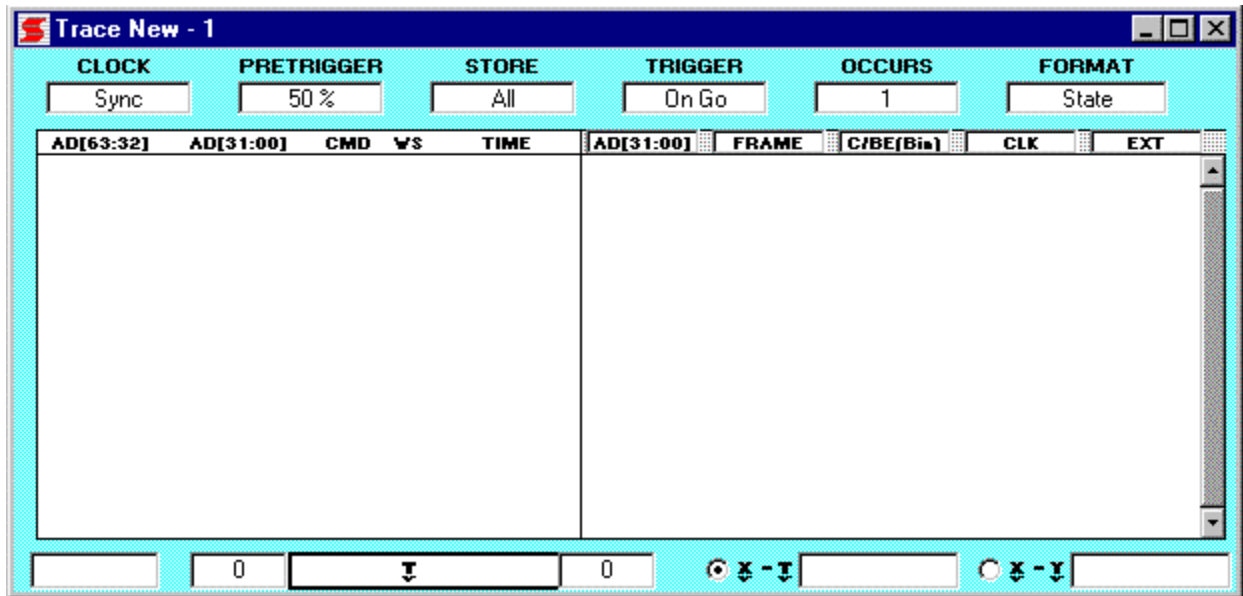 Trace New - 1
CLOCK PRETRIGGER STORE TRIGGER OCCURS FORMAT
Sync 50 % All On Go 1 State
AD[63:32] AD[31:00] CMD WS TIME AD[31:00] FRAME C/BE(Bin) CLK EXT
0 T 0 X - T X - Y